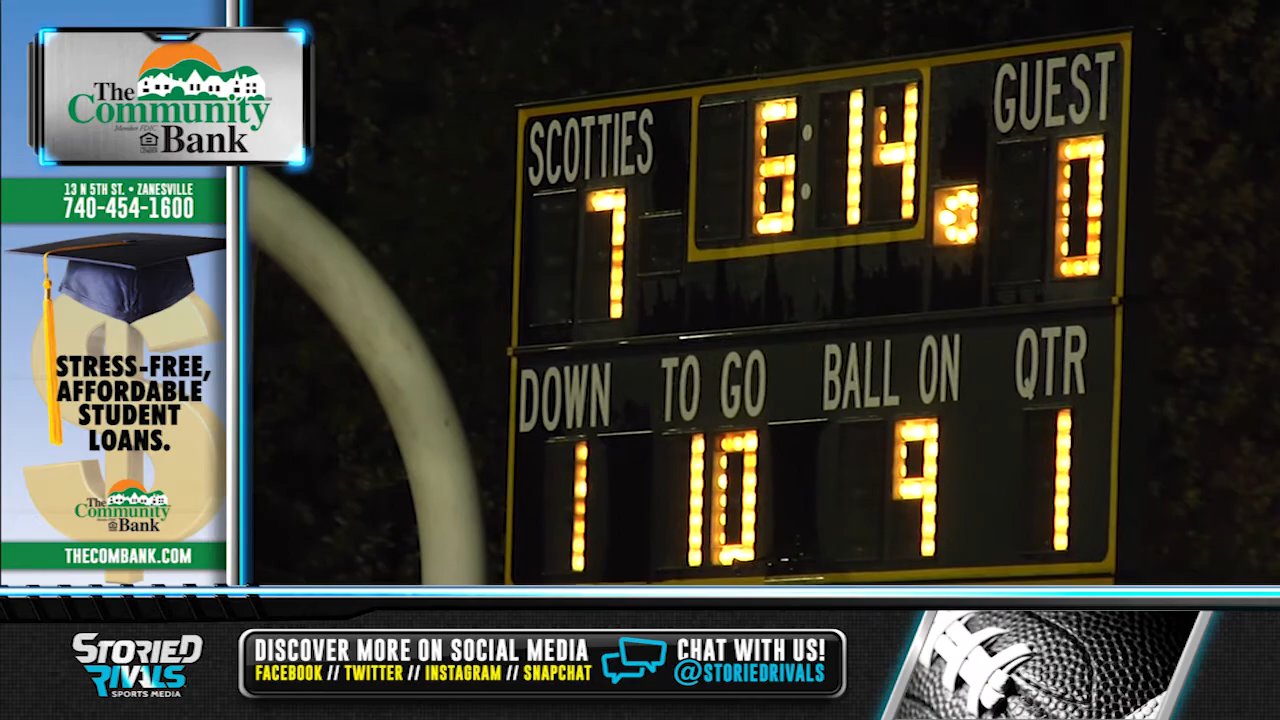 The
Community
Member FDIC
Bank
13 N 5TH ST. • ZANESVILLE
740-454-1600
STRESS-FREE,
AFFORDABLE
STUDENT
LOANS.
The
Community
Bank
THECOMBANK.COM
SCOTTIES
6:14
GUEST
7
0
DOWN
TO GO
BALL ON
QTR
1
10
9
1
STORIED
RIVALS
SPORTS MEDIA
DISCOVER MORE ON SOCIAL MEDIA
FACEBOOK // TWITTER // INSTAGRAM // SNAPCHAT
CHAT WITH US!
@STORIEDRIVALS